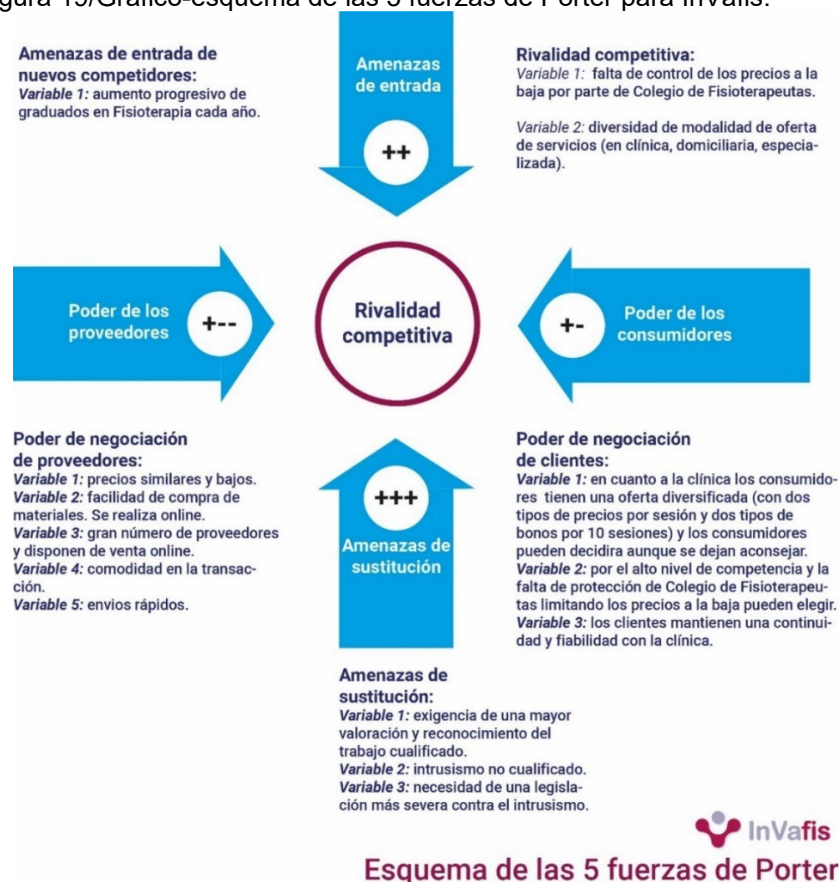 gura 19/Gráfico-esquema de las 5 fuerzas de Porter para InVafis.
Amenazas de entrada de
nuevos competidores:
Variable 1: aumento progresivo de
graduados en Fisioterapia cada año.
Amenazas
de entrada
++
Rivalidad competitiva:
Variable 1: falta de control de los precios a la
baja por parte de Colegio de Fisioterapeutas.
Variable 2: diversidad de modalidad de oferta
de servicios (en clínica, domiciliaria, especia-
lizada).
Poder de los
proveedores
+--
Rivalidad
competitiva
+-
Poder de los
consumidores
Poder de negociación
de proveedores:
Variable 1: precios similares y bajos.
Variable 2: facilidad de compra de
materiales. Se realiza online.
Variable 3: gran número de proveedores
y disponen de venta online.
Variable 4: comodidad en la transac-
ción.
Variable 5: envios rápidos.
+++
Amenazas de
sustitución
Poder de negociación
de clientes:
Variable 1: en cuanto a la clínica los consumido-
res tienen una oferta diversificada (con dos
tipos de precios por sesión y dos tipos de
bonos por 10 sesiones) y los consumidores
pueden decidira aunque se dejan aconsejar.
Variable 2: por el alto nivel de competencia y la
falta de protección de Colegio de Fisioterapeu-
tas limitando los precios a la baja pueden elegir.
Variable 3: los clientes mantienen una continui-
dad y fiabilidad con la clínica.
Amenazas de
sustitución:
Variable 1: exigencia de una mayor
valoración y reconocimiento del
trabajo cualificado.
Variable 2: intrusismo no cualificado.
Variable 3: necesidad de una legisla-
ción más severa contra el intrusismo.
InVafis
Esquema de las 5 fuerzas de Porter